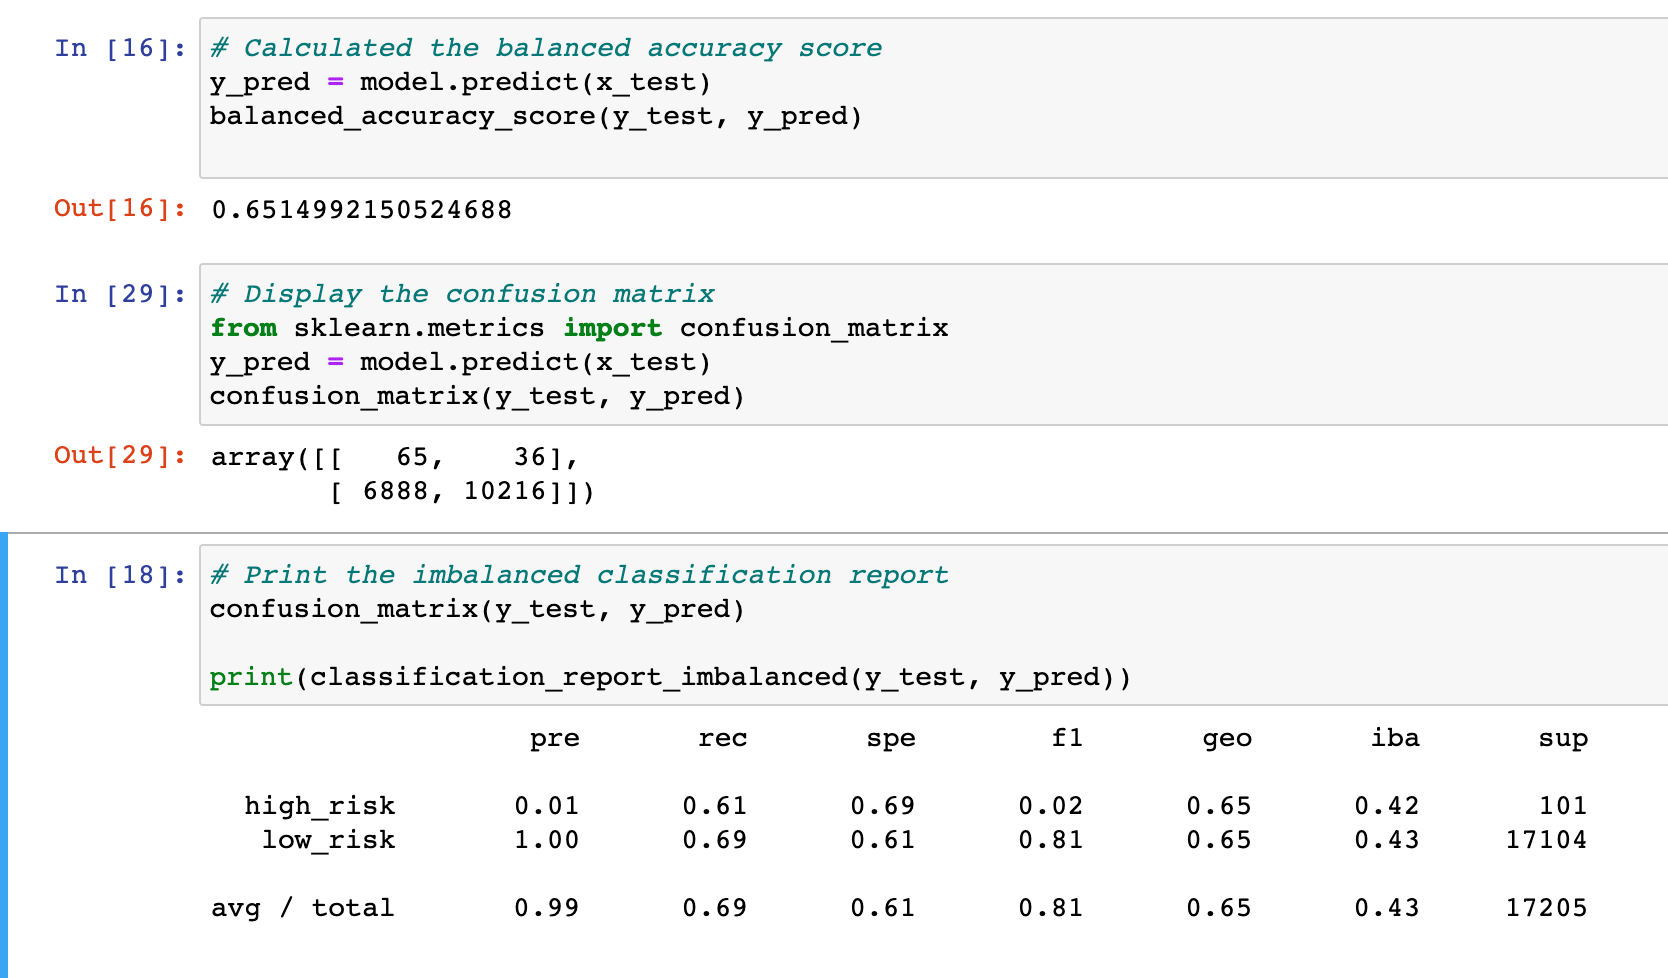 In [16]: # Calculated the balanced accuracy score
y_pred = model.predict(x_test)
balanced_accuracy_score(y_test, y_pred)
Out[16]: 0.6514992150524688
In [29]: # Display the confusion matrix
from sklearn.metrics import confusion_matrix
y_pred = model.predict(x_test)
confusion_matrix(y_test, y_pred)
Out[29]: array([[   65,    36],
       [ 6888, 10216]])
In [18]: # Print the imbalanced classification report
confusion_matrix(y_test, y_pred)
print(classification_report_imbalanced(y_test, y_pred))
                   pre       rec       spe        f1       geo       iba       sup
  high_risk       0.01      0.61      0.69      0.02      0.65      0.42       101
   low_risk       1.00      0.69      0.61      0.81      0.65      0.43     17104
avg / total       0.99      0.69      0.61      0.81      0.65      0.43     17205